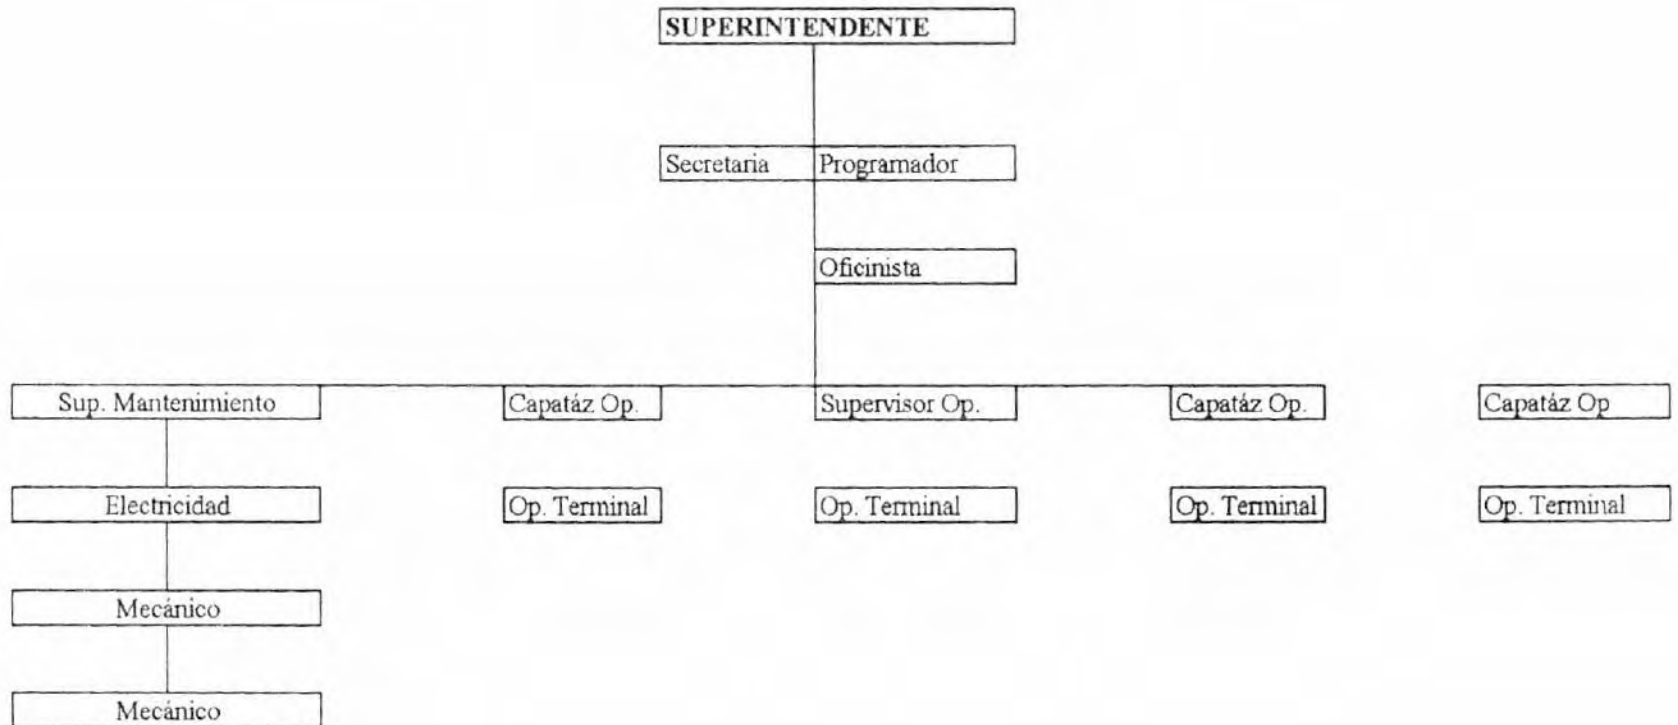 SUPERINTENDENTE
Secretaria Programador
Oficinista
Sup. Mantenimiento Capatáz Op. Supervisor Op. Capatáz Op. Capatáz Op
Electricidad Op. Terminal Op. Terminal Op. Terminal Op. Terminal
Mecánico
Mecánico